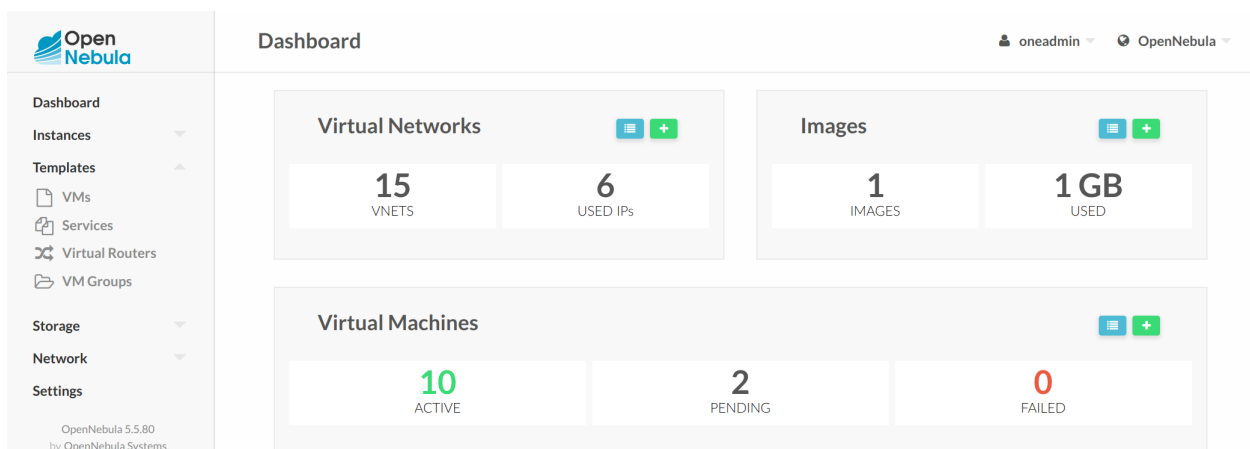 Open
Nebula
Dashboard
oneadmin
OpenNebula
Dashboard
Instances
Templates
VMs
Services
Virtual Routers
VM Groups
Storage
Network
Settings
OpenNebula 5.5.80
by OpenNebula Systems
Virtual Networks
15
VNETS
6
USED IPs
Images
1
IMAGES
1 GB
USED
Virtual Machines
10
ACTIVE
2
PENDING
0
FAILED